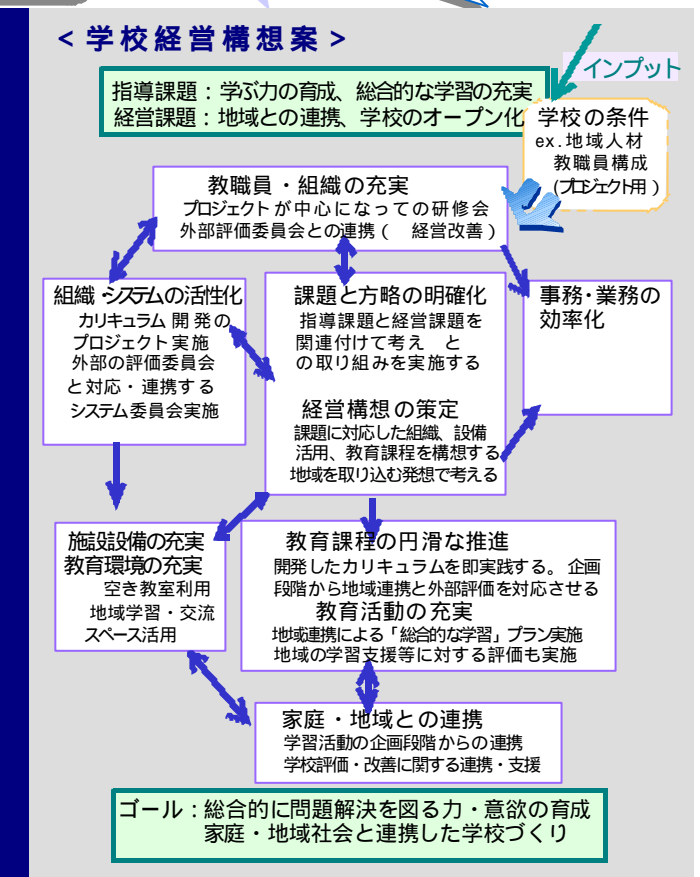 <学校経営構想案>
インプット
指導課題：学ぶ力の育成、総合的な学習の充実
経営課題：地域との連携、学校のオープン化
学校の条件
ex.地域人材
教職員構成
(プロジェクト用)
教職員・組織の充実
プロジェクトが中心になっての研修会
外部評価委員会との連携( 経営改善)
組織・システムの活性化
カリキュラム開発の
プロジェクト実施
外部の評価委員会
と対応・連携する
システム委員会実施
課題と方略の明確化
指導課題と経営課題を
関連付けて考え と
の取り組みを実施する
経営構想の策定
課題に対応した組織、設備
活用、教育課程を構想する
地域を取り込む発想で考える
事務・業務の
効率化
施設設備の充実
教育環境の充実
空き教室利用
地域学習・交流
スペース活用
教育課程の円滑な推進
開発したカリキュラムを即実践する。企画
段階から地域連携と外部評価を対応させる
教育活動の充実
地域連携による「総合的な学習」プラン実施
地域の学習支援等に対する評価も実施
家庭・地域との連携
学習活動の企画段階からの連携
学校評価・改善に関する連携・支援
ゴール：総合的に問題解決を図る力・意欲の育成
家庭・地域社会と連携した学校づくり